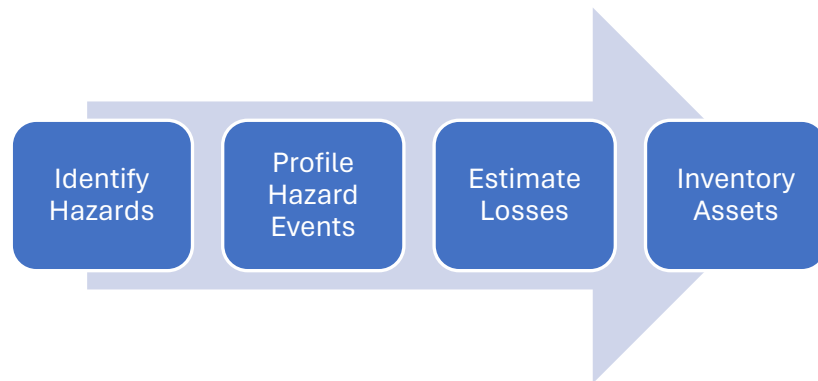 Identify
Hazards
Profile
Hazard
Events
Estimate
Losses
Inventory
Assets